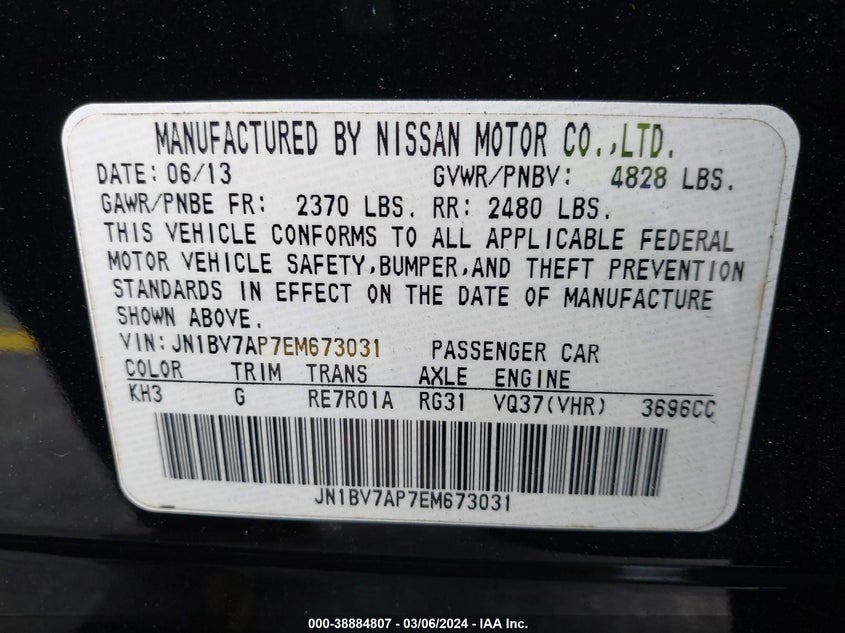 MANUFACTURED BY NISSAN MOTOR CO.,LTD.
DATE: 06/13 GVWR/PNBV: 4828 LBS.
GAWR/PNBE FR: 2370 LBS. RR: 2480 LBS.
THIS VEHICLE CONFORMS TO ALL APPLICABLE FEDERAL
MOTOR VEHICLE SAFETY,BUMPER,AND THEFT PREVENTION
STANDARDS IN EFFECT ON THE DATE OF MANUFACTURE
SHOWN ABOVE.
VIN: JN1BV7AP7EM673031 PASSENGER CAR
COLOR TRIM TRANS AXLE ENGINE
KH3 G RE7R01A RG31 VQ37(VHR) 3696CC
JN1BV7AP7EM673031
000-38884807 - 03/06/2024 - IAA Inc.